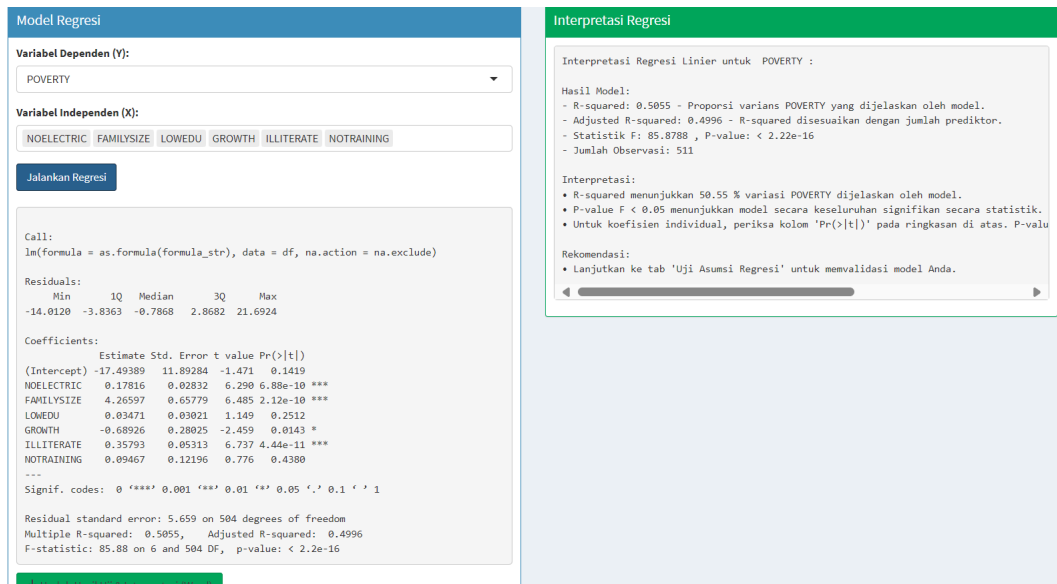 Model Regresi
Variabel Dependen (Y):
POVERTY
Variabel Independen (X):
NOELECTRIC FAMILYSIZE LOWEDU GROWTH ILLITERATE NOTRAINING
Jalankan Regresi
Call:
lm(formula = as.formula(formula_str), data = df, na.action = na.exclude)
Residuals:
Min 1Q Median 3Q Max
-14.0120 -3.8363 -0.7868 2.8682 21.6924
Coefficients:
Estimate Std. Error t value Pr(>|t|)
(Intercept) -17.49389 11.89284 -1.471 0.1419
NOELECTRIC 0.17816 0.02832 6.290 6.88e-10 ***
FAMILYSIZE 4.26597 0.65779 6.485 2.12e-10 ***
LOWEDU 0.03471 0.03021 1.149 0.2512
GROWTH -0.68926 0.28025 -2.459 0.0143 *
ILLITERATE 0.35793 0.05313 6.737 4.44e-11 ***
NOTRAINING 0.09467 0.12196 0.776 0.4380
---
Signif. codes: 0 ‘***’ 0.001 ‘**’ 0.01 ‘*’ 0.05 ‘.’ 0.1 ‘ ’ 1
Residual standard error: 5.659 on 504 degrees of freedom
Multiple R-squared: 0.5055, Adjusted R-squared: 0.4996
F-statistic: 85.88 on 6 and 504 DF, p-value: < 2.2e-16
Interpretasi Regresi
Interpretasi Regresi Linier untuk POVERTY :
Hasil Model:
- R-squared: 0.5055 - Proporsi varians POVERTY yang dijelaskan oleh model.
- Adjusted R-squared: 0.4996 - R-squared disesuaikan dengan jumlah prediktor.
- Statistik F: 85.8788 , P-value: < 2.22e-16
- Jumlah Observasi: 511
Interpretasi:
• R-squared menunjukkan 50.55 % variasi POVERTY dijelaskan oleh model.
• P-value F < 0.05 menunjukkan model secara keseluruhan signifikan secara statistik.
• Untuk koefisien individual, periksa kolom 'Pr(>|t|)' pada ringkasan di atas. P-valu
Rekomendasi:
• Lanjutkan ke tab 'Uji Asumsi Regresi' untuk memvalidasi model Anda.